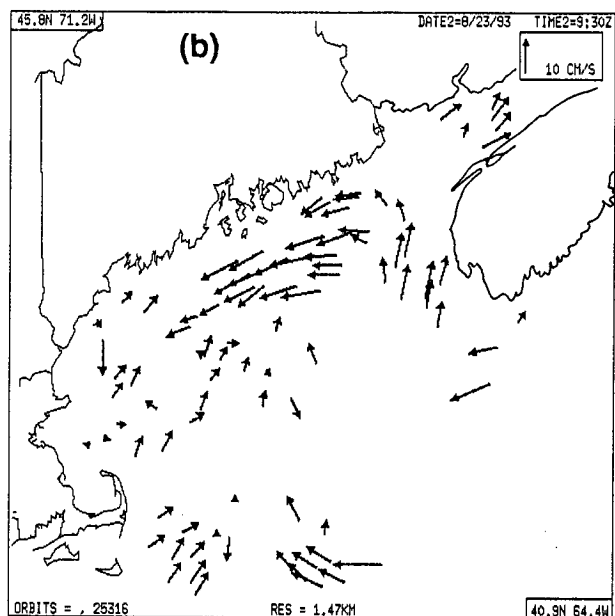 45.8N 71.2W
DATE2=8/23/93 TIME2=9:30Z
(b)
10 CM/S
ORBITS = , 25316
RES = 1.47KM
40.9N 64.4W